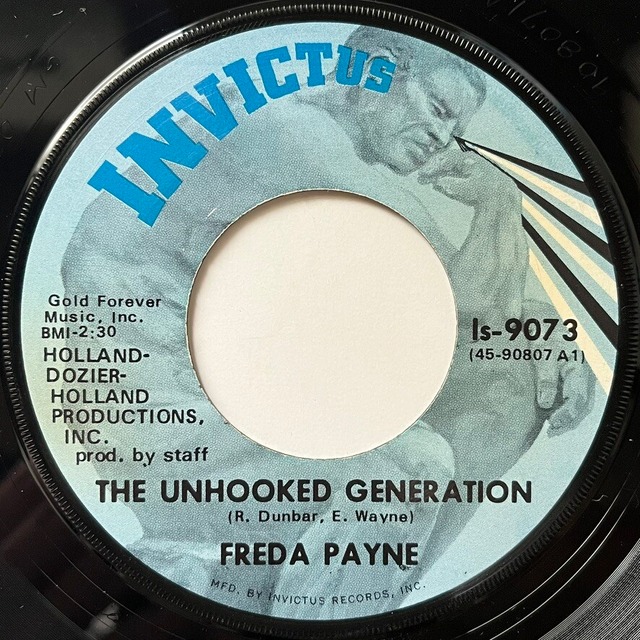 INVICTUS
Gold Forever
Music, Inc.
BMI-2:30
HOLLAND-
DOZIER-
HOLLAND
PRODUCTIONS,
INC.
prod. by staff
Is-9073
(45-90807 A1)
THE UNHOOKED GENERATION
(R. Dunbar, E. Wayne)
FREDA PAYNE
MFD. BY INVICTUS RECORDS, INC.